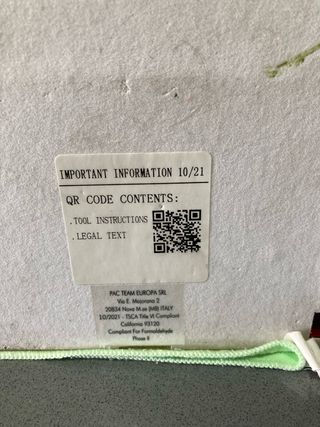 IMPORTANT INFORMATION 10/21
QR CODE CONTENTS:
.TOOL INSTRUCTIONS
.LEGAL TEXT
PAC TEAM EUROPA SRL
Via E. Majorana 2
20834 Nova M.se (MB) ITALY
10/2021 - TSCA Title VI Compliant
California 93120
Compliant For Formaldehyde
Phase II